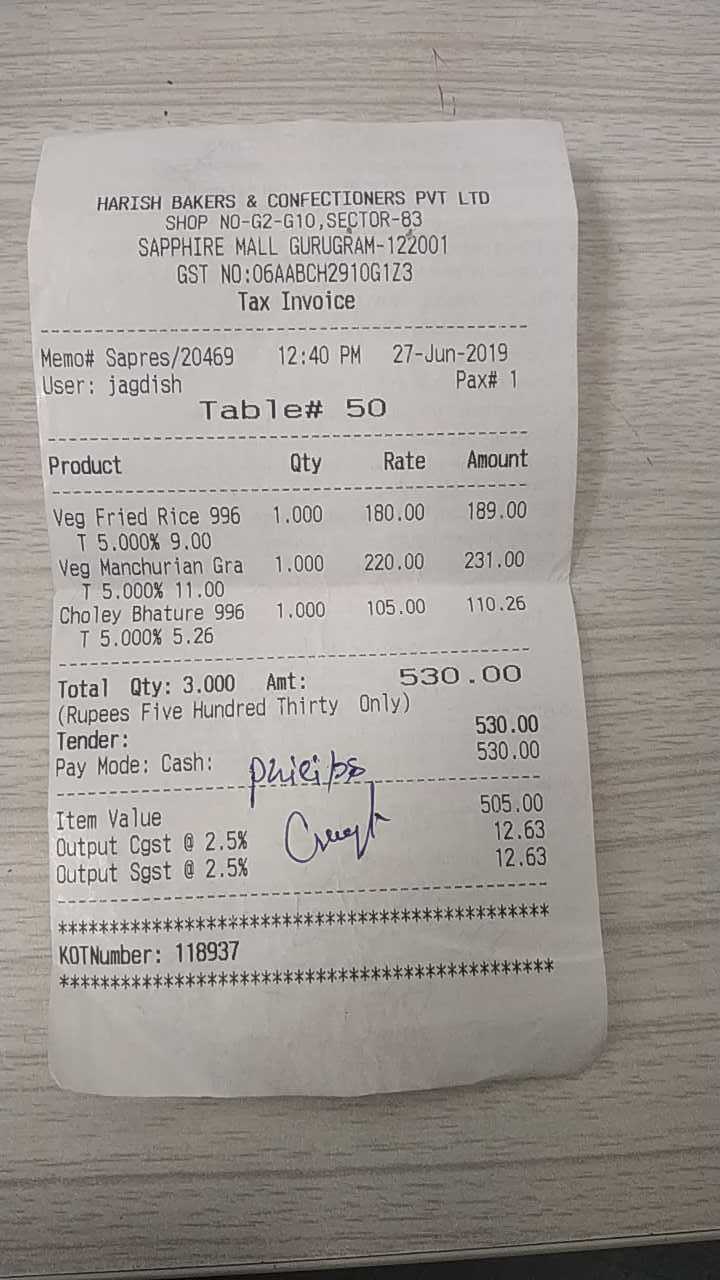 HARISH BAKERS & CONFECTIONERS PVT LTD
SHOP NO-G2-G10,SECTOR-83
SAPPHIRE MALL GURUGRAM-122001
GST NO:06AABCH2910G1Z3
Tax Invoice
Memo# Sapres/20469 12:40 PM 27-Jun-2019
User: jagdish Pax# 1
Table# 50
Product Qty Rate Amount
Veg Fried Rice 996 1.000 180.00 189.00
T 5.000% 9.00
Veg Manchurian Gra 1.000 220.00 231.00
T 5.000% 11.00
Choley Bhature 996 1.000 105.00 110.26
T 5.000% 5.26
Total Qty: 3.000 Amt: 530.00
(Rupees Five Hundred Thirty Only)
Tender: 530.00
Pay Mode: Cash: 530.00
Philips
Item Value 505.00
Output Cgst @ 2.5% 12.63
Output Sgst @ 2.5% 12.63
***********************************************
KOTNumber: 118937
***********************************************